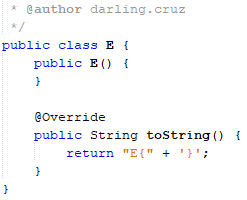 * @author darling.cruz
*/
public class E {
public E() {
}
@Override
public String toString() {
return "E{" + '}';
}
}